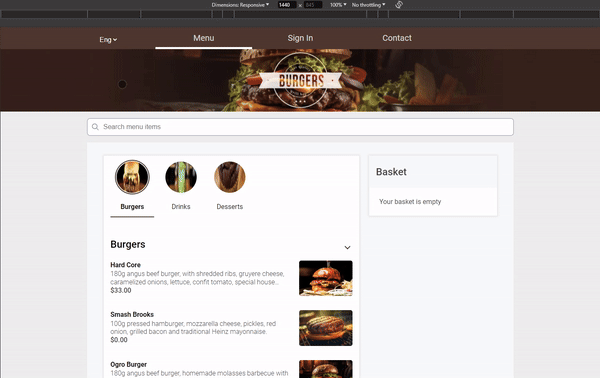 Dimensions: Responsive 1440 × 845 100% No throttling
Eng Menu Sign In Contact
BURGERS
Search menu items
Burgers Drinks Desserts
Basket
Your basket is empty
Burgers
Hard Core
180g angus beef burger, with shredded ribs, gruyere cheese,
caramelized onions, lettuce, confit tomato, special house...
$33.00
Smash Brooks
100g pressed hamburger, mozzarella cheese, pickles, red
onion, grilled bacon and traditional Heinz mayonnaise.
$0.00
Ogro Burger
180g angus beef burger, homemade molasses barbecue with